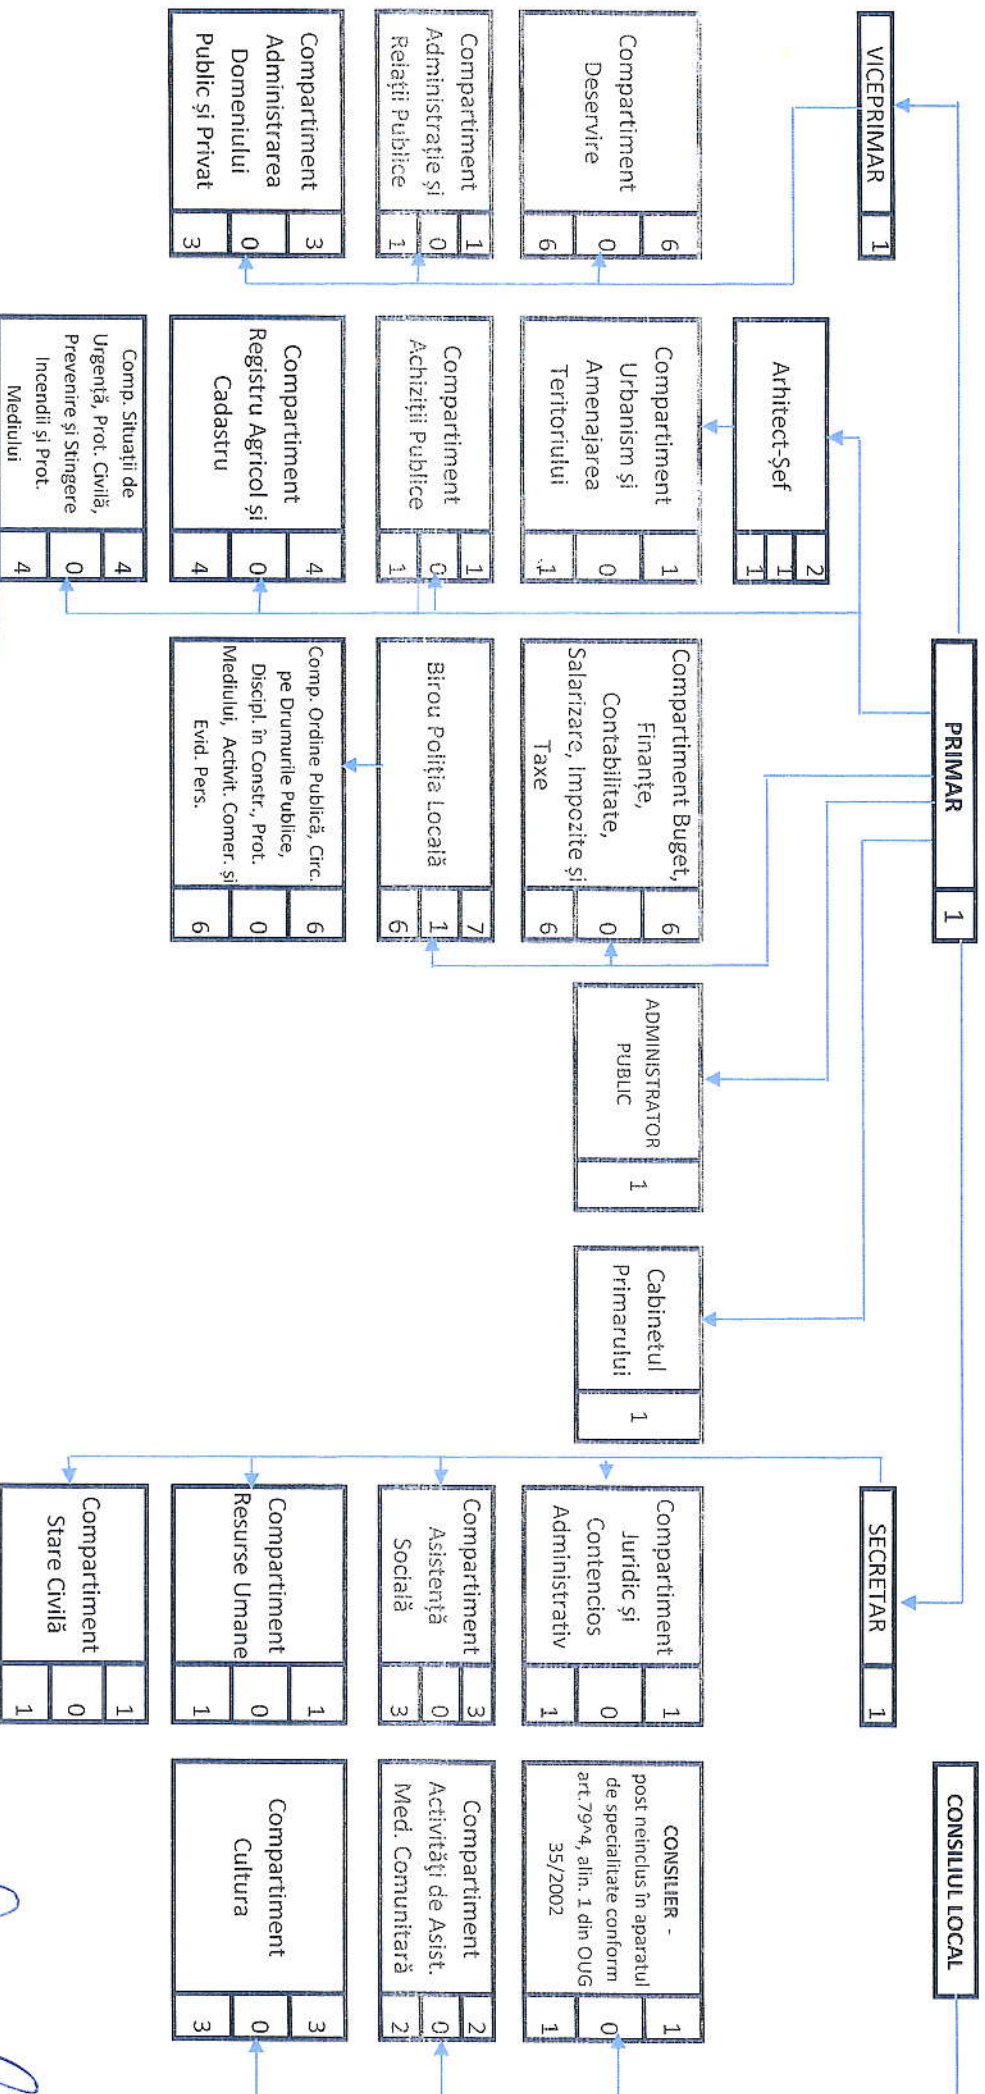 CONSILIUL LOCAL
PRIMAR
1
VICEPRIMAR
1
SECRETAR
1
Arhitect-Șef
2
1
1
Compartiment
Deservire
6
0
6
Compartiment
Urbanism și
Amenajarea
Teritoriului
1
0
1
Compartiment Buget,
Finanțe,
Contabilitate,
Salarizare, Impozite și
Taxe
6
0
6
ADMINISTRATOR
PUBLIC
1
Cabinetul
Primarului
1
Compartiment
Juridic și
Contencios
Administrativ
1
0
1
CONSILIER -
post neinclus în aparatul
de specialitate conform
art.79^4, alin. 1 din OUG
35/2002
1
0
1
Compartiment
Administrație și
Relații Publice
1
0
1
Compartiment
Achiziții Publice
1
0
1
Birou Poliția Locală
7
1
6
Compartiment
Asistență
Socială
3
0
3
Compartiment
Activități de Asist.
Med. Comunitară
2
0
2
Compartiment
Administrarea
Domeniului
Public și Privat
3
0
3
Compartiment
Registru Agricol și
Cadastru
4
0
4
Comp. Ordine Publică, Circ.
pe Drumurile Publice,
Discipl. în Constr., Prot.
Mediului, Activit. Comer. și
Evid. Pers.
6
0
6
Compartiment
Resurse Umane
1
0
1
Compartiment
Cultura
3
0
3
Comp. Situații de
Urgență, Prot. Civilă,
Prevenire și Stingere
Incendii și Prot.
Mediului
4
0
4
Compartiment
Stare Civilă
1
0
1